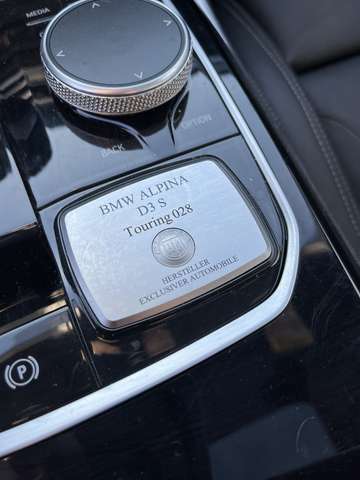 MEDIA
BACK
OPTION
BMW ALPINA
D3 S
Touring 028
HERSTELLER
EXCLUSIVER AUTOMOBILE
P